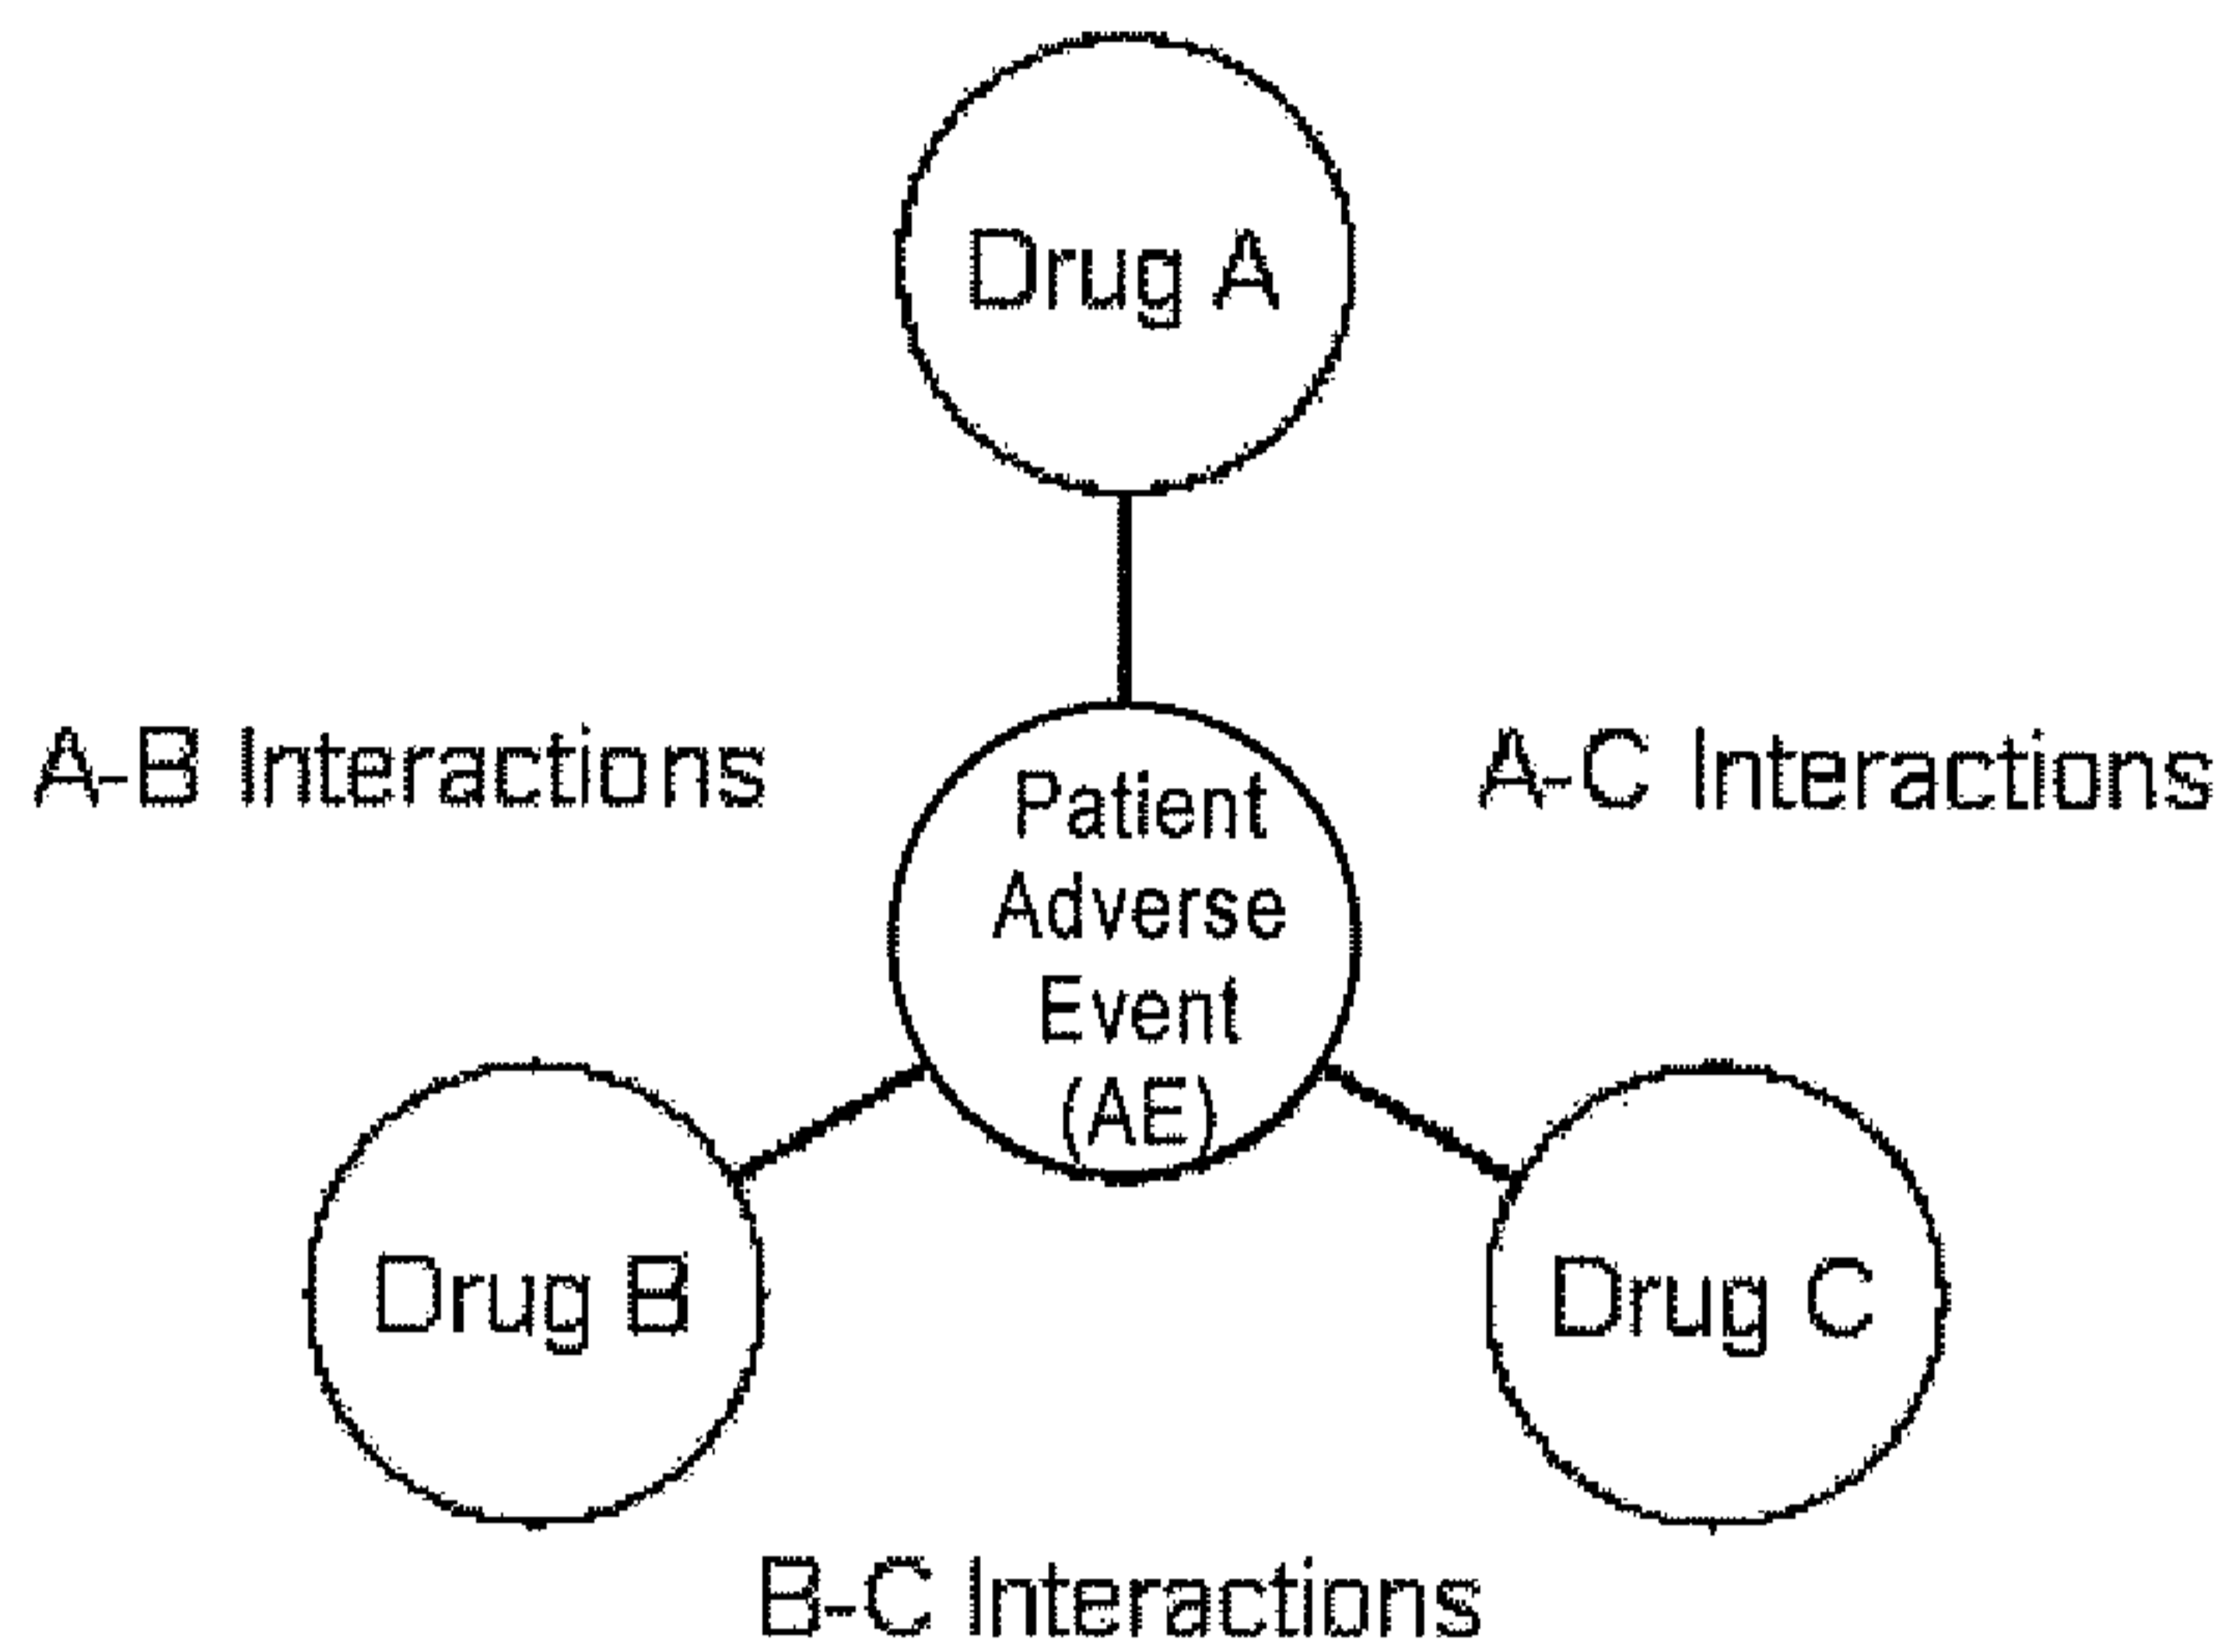 Drug A
A-B Interactions
A-C Interactions
Patient
Adverse
Event
(AE)
Drug B
Drug C
B-C Interactions